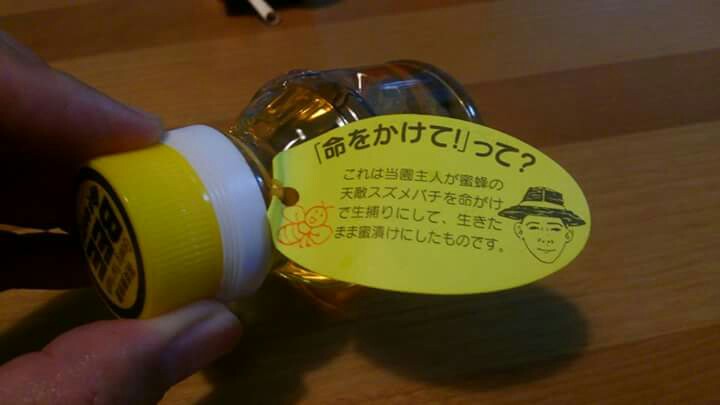 「命をかけて!」って?
これは当園主人が蜜蜂の
天敵スズメバチを命がけ
で生捕りにして、生きた
まま蜜漬けにしたものです。